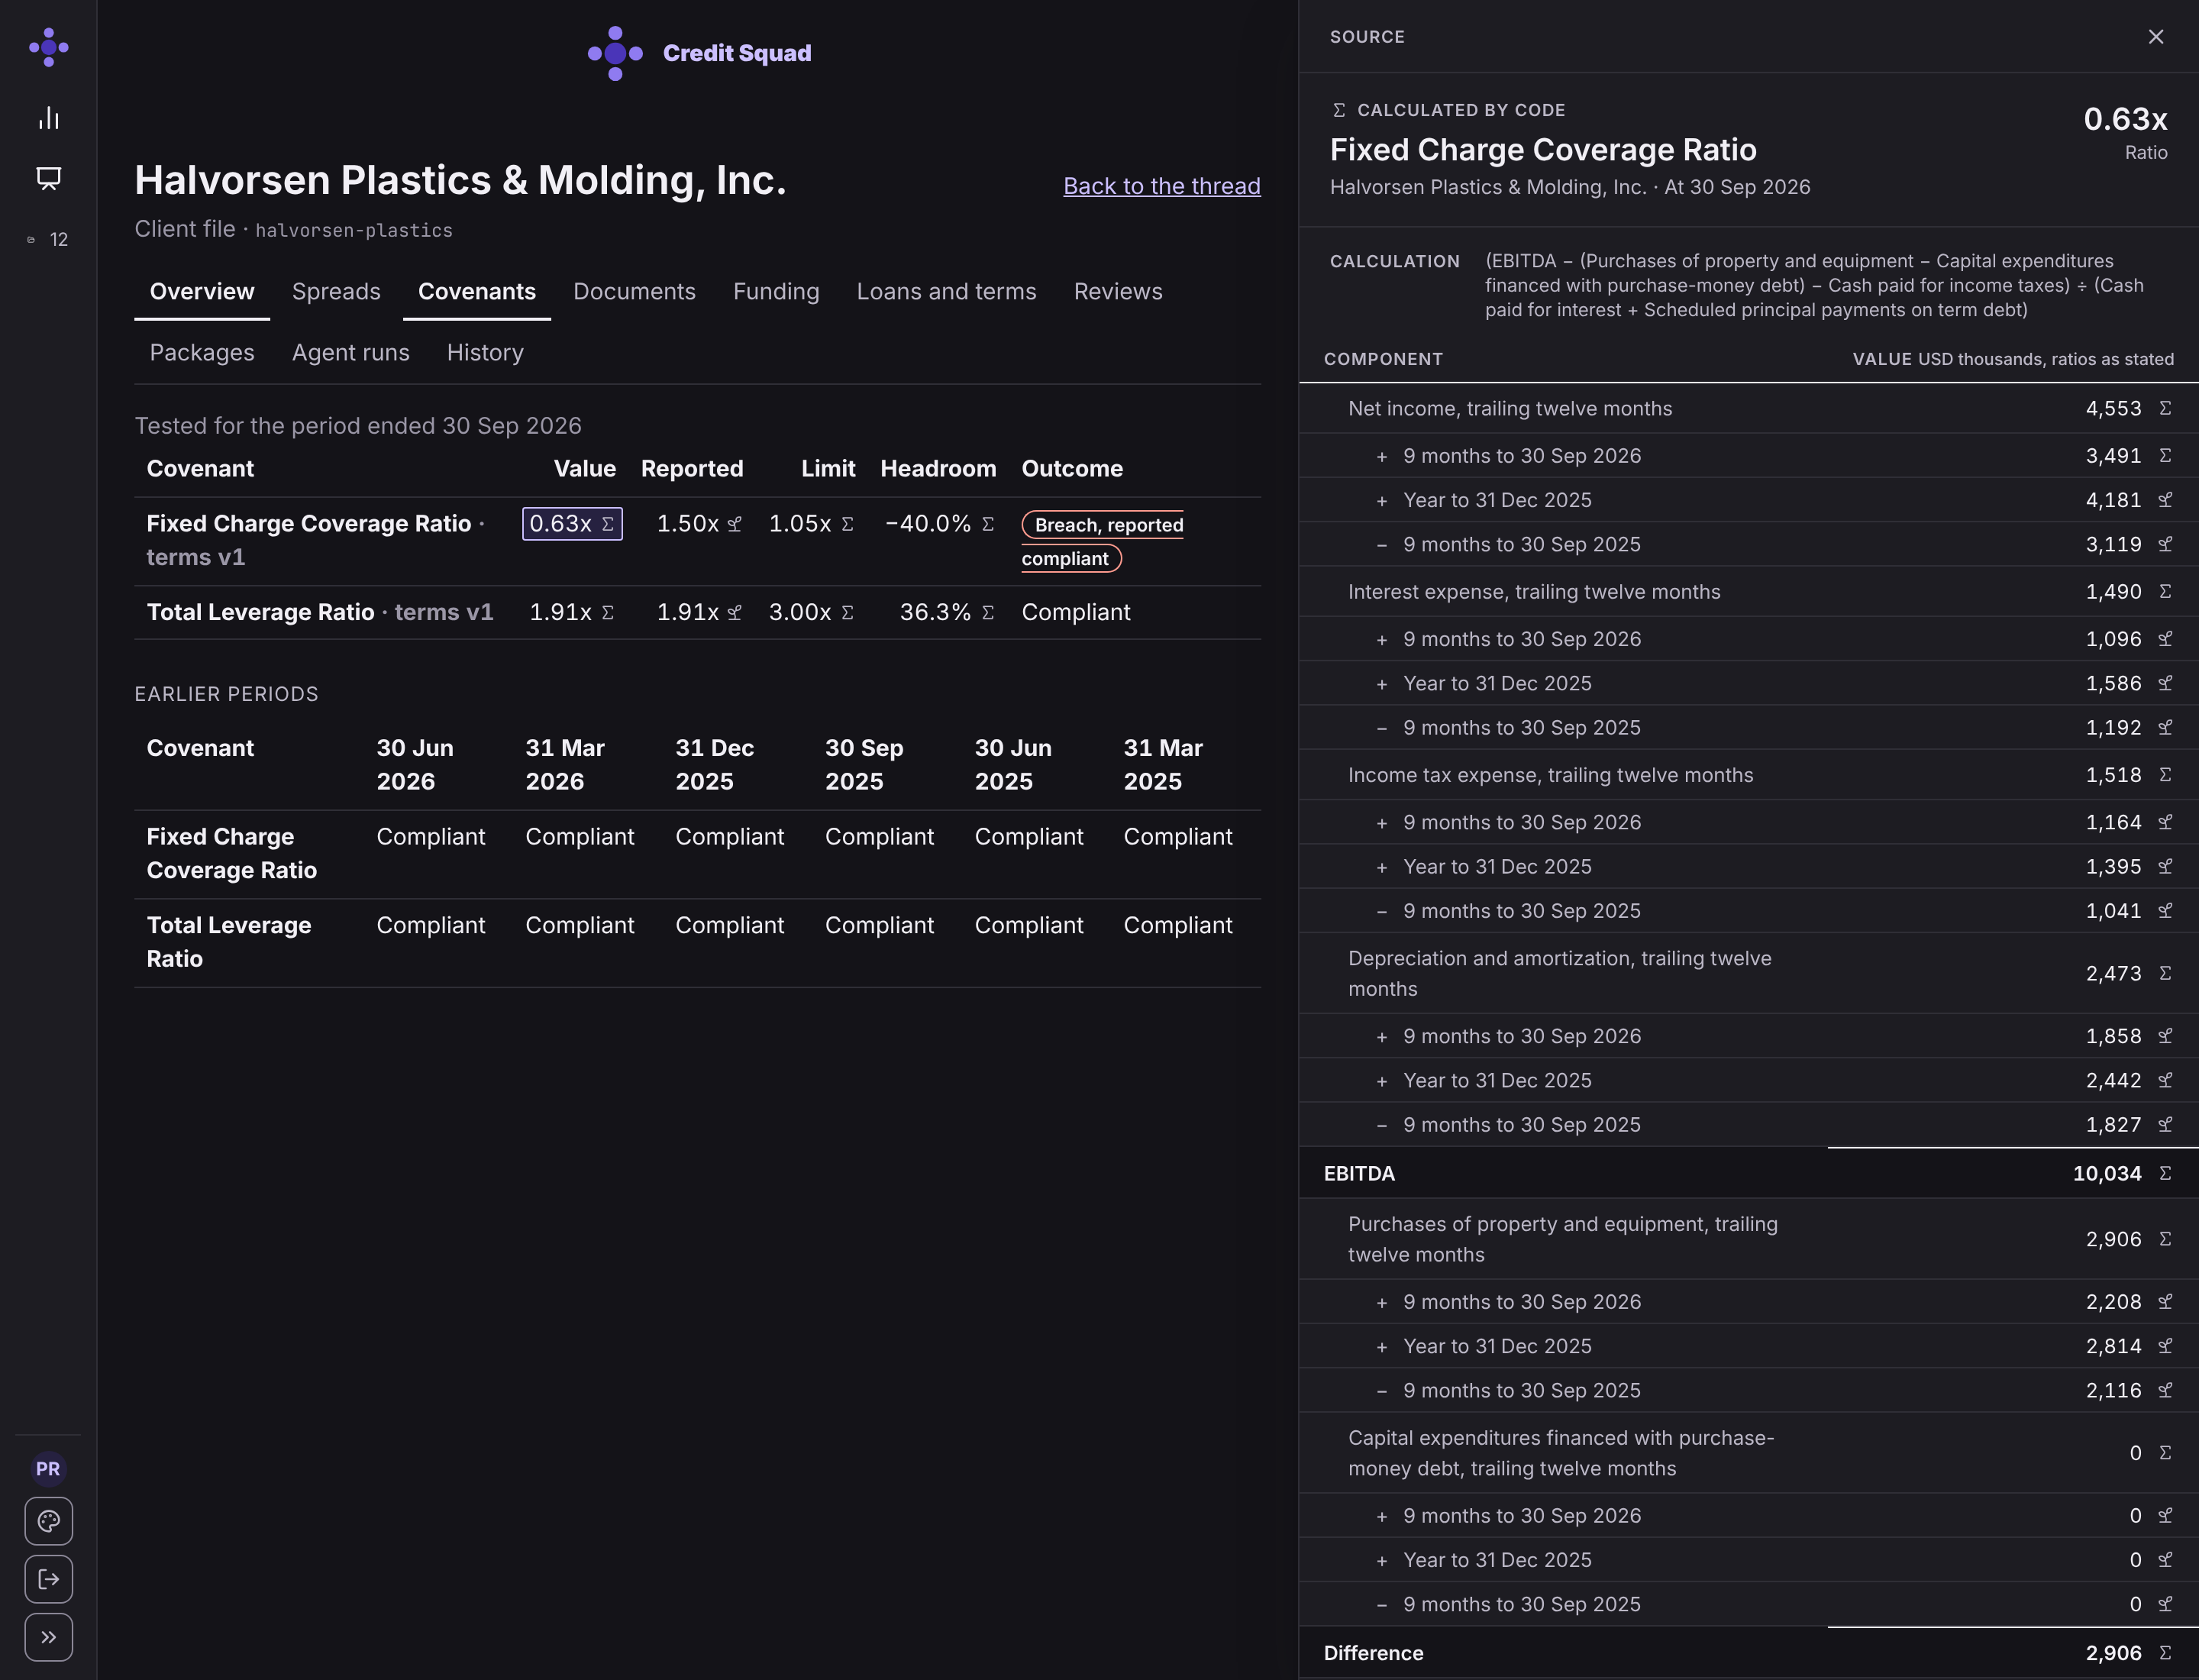 Credit Squad
12
PR
Halvorsen Plastics & Molding, Inc.
Back to the thread
Client file · halvorsen-plastics
Overview Spreads Covenants Documents Funding Loans and terms Reviews
Packages Agent runs History
Tested for the period ended 30 Sep 2026
Covenant Value Reported Limit Headroom Outcome
Fixed Charge Coverage Ratio · 0.63x Σ 1.50x 1.05x Σ −40.0% Σ Breach, reported
terms v1 compliant
Total Leverage Ratio · terms v1 1.91x Σ 1.91x 3.00x Σ 36.3% Σ Compliant
EARLIER PERIODS
Covenant 30 Jun 31 Mar 31 Dec 30 Sep 30 Jun 31 Mar
2026 2026 2025 2025 2025 2025
Fixed Charge Compliant Compliant Compliant Compliant Compliant Compliant
Coverage Ratio
Total Leverage Compliant Compliant Compliant Compliant Compliant Compliant
Ratio
SOURCE
Σ CALCULATED BY CODE
0.63x
Fixed Charge Coverage Ratio
Ratio
Halvorsen Plastics & Molding, Inc. · At 30 Sep 2026
CALCULATION (EBITDA − (Purchases of property and equipment − Capital expenditures
financed with purchase-money debt) − Cash paid for income taxes) ÷ (Cash
paid for interest + Scheduled principal payments on term debt)
COMPONENT VALUE USD thousands, ratios as stated
Net income, trailing twelve months 4,553 Σ
+ 9 months to 30 Sep 2026 3,491 Σ
+ Year to 31 Dec 2025 4,181
− 9 months to 30 Sep 2025 3,119
Interest expense, trailing twelve months 1,490 Σ
+ 9 months to 30 Sep 2026 1,096
+ Year to 31 Dec 2025 1,586
− 9 months to 30 Sep 2025 1,192
Income tax expense, trailing twelve months 1,518 Σ
+ 9 months to 30 Sep 2026 1,164
+ Year to 31 Dec 2025 1,395
− 9 months to 30 Sep 2025 1,041
Depreciation and amortization, trailing twelve
months 2,473 Σ
+ 9 months to 30 Sep 2026 1,858
+ Year to 31 Dec 2025 2,442
− 9 months to 30 Sep 2025 1,827
EBITDA 10,034 Σ
Purchases of property and equipment, trailing
twelve months 2,906 Σ
+ 9 months to 30 Sep 2026 2,208
+ Year to 31 Dec 2025 2,814
− 9 months to 30 Sep 2025 2,116
Capital expenditures financed with purchase-
money debt, trailing twelve months 0 Σ
+ 9 months to 30 Sep 2026 0
+ Year to 31 Dec 2025 0
− 9 months to 30 Sep 2025 0
Difference 2,906 Σ